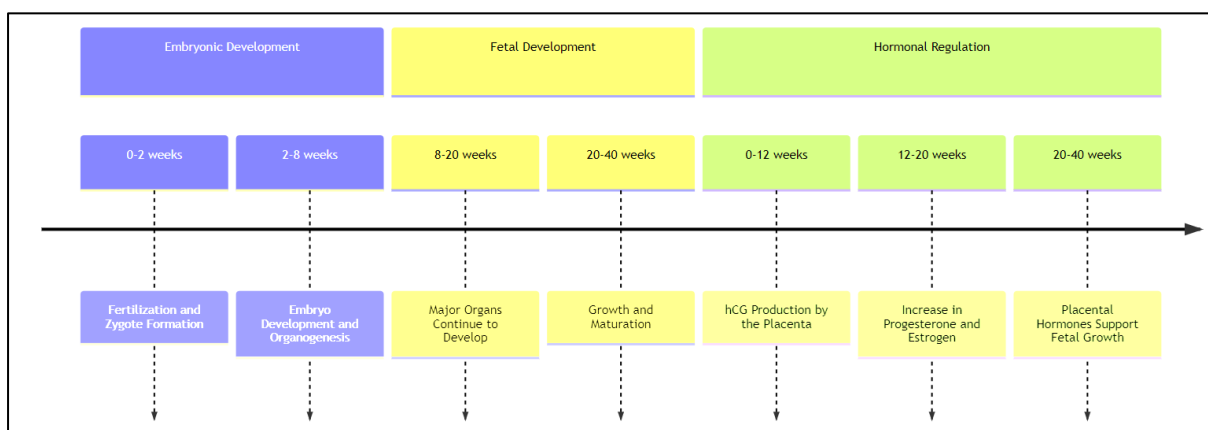 Embryonic Development
Fetal Development
Hormonal Regulation
0-2 weeks
2-8 weeks
8-20 weeks
20-40 weeks
0-12 weeks
12-20 weeks
20-40 weeks
Fertilization and
Zygote Formation
Embryo
Development and
Organogenesis
Major Organs
Continue to
Develop
Growth and
Maturation
hCG Production by
the Placenta
Increase in
Progesterone and
Estrogen
Placental
Hormones Support
Fetal Growth